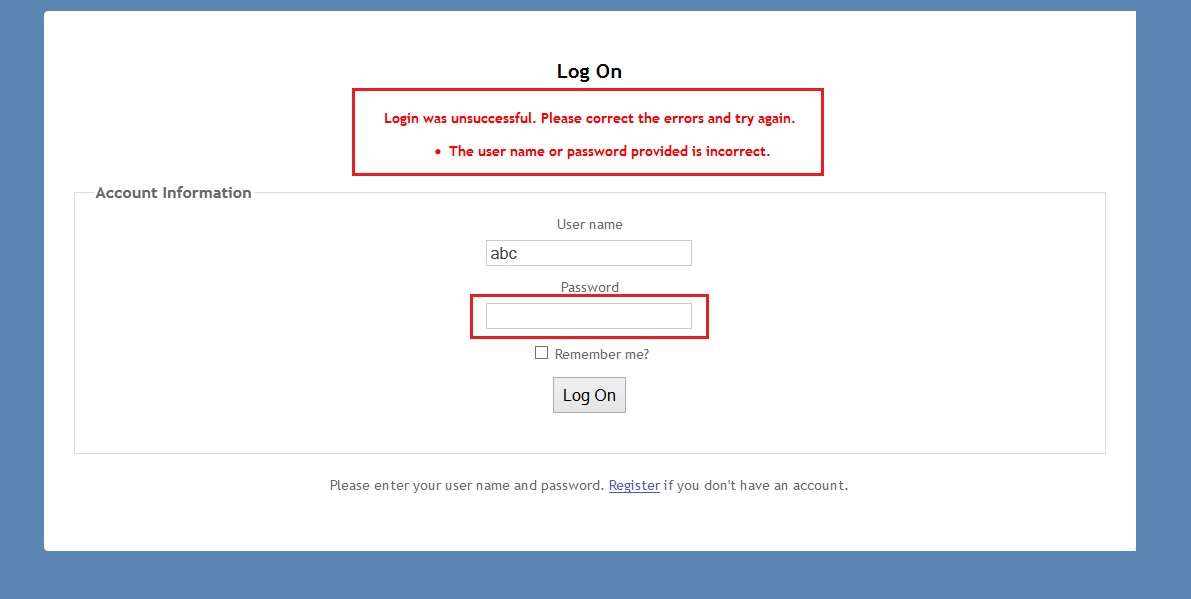 Log On
Login was unsuccessful. Please correct the errors and try again.
• The user name or password provided is incorrect.
Account Information
User name
abc
Password
Remember me?
Log On
Please enter your user name and password. Register if you don't have an account.